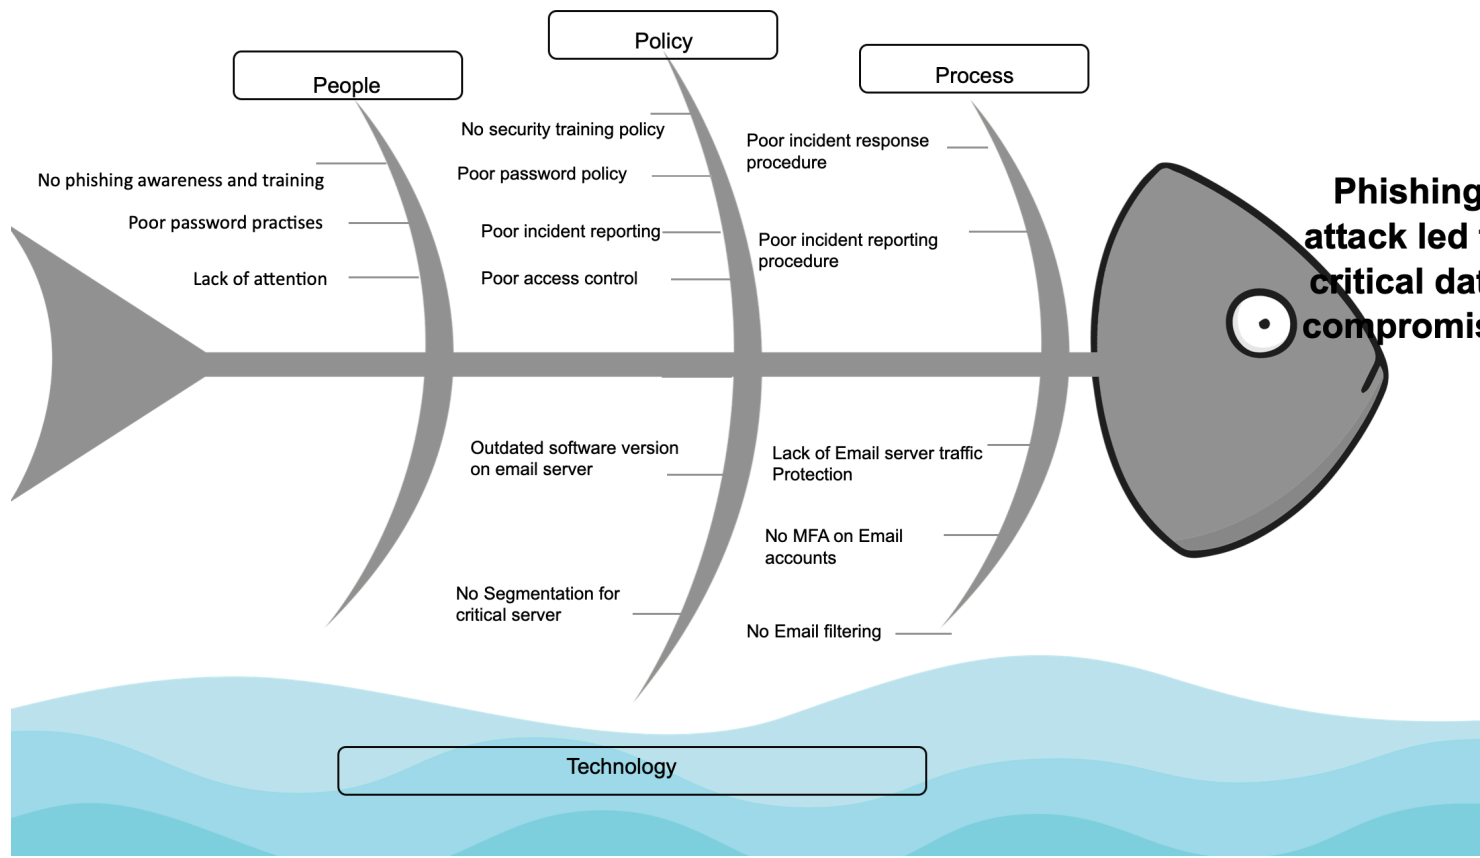 People
Policy
Process
No phishing awareness and training
Poor password practises
Lack of attention
No security training policy
Poor password policy
Poor incident reporting
Poor access control
Poor incident response
procedure
Poor incident reporting
procedure
Phishing
attack led
critical
Outdated software version
on email server
No Segmentation for
critical server
Lack of Email server traffic
Protection
No MFA on Email
accounts
No Email filtering
Technology